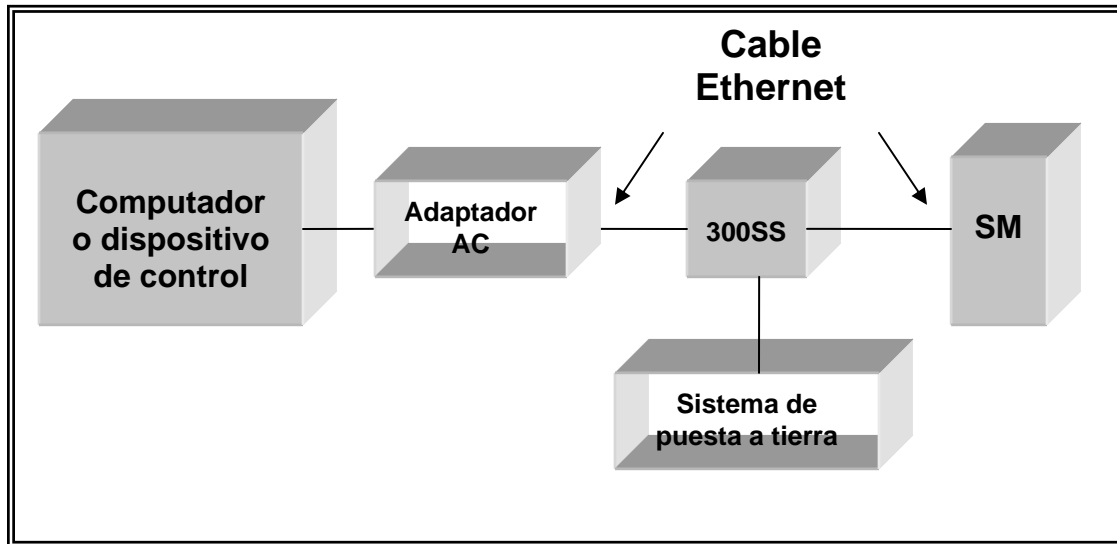 Cable
Ethernet
Computador
o dispositivo
de control
Adaptador
AC
300SS
SM
Sistema de
puesta a tierra